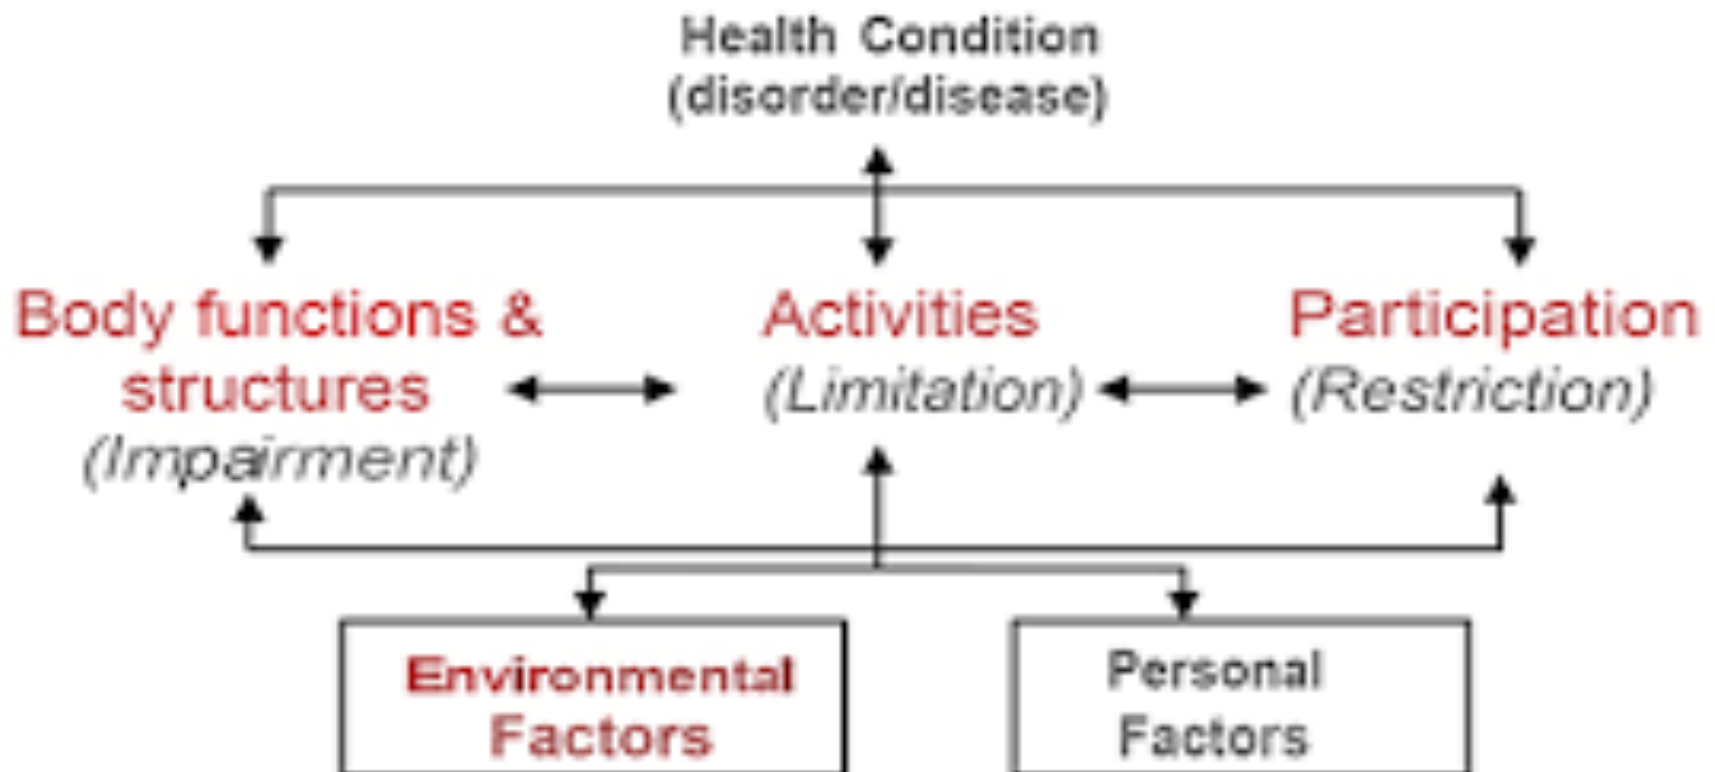 Health Condition
(disorder/disease)
Body functions &
structures
(Impairment)
Activities
(Limitation)
Participation
(Restriction)
Environmental
Factors
Personal
Factors